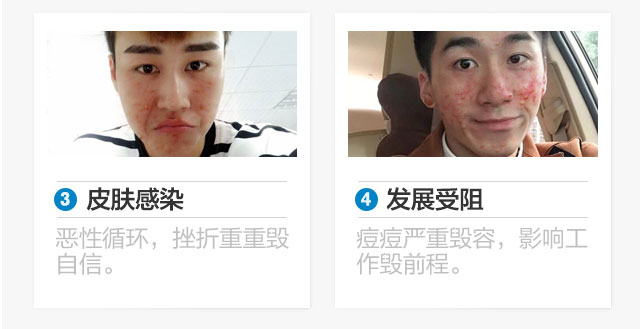 3 皮肤感染
恶性循环，挫折重重毁
自信。
4 发展受阻
痘痘严重毁容，影响工
作毁前程。